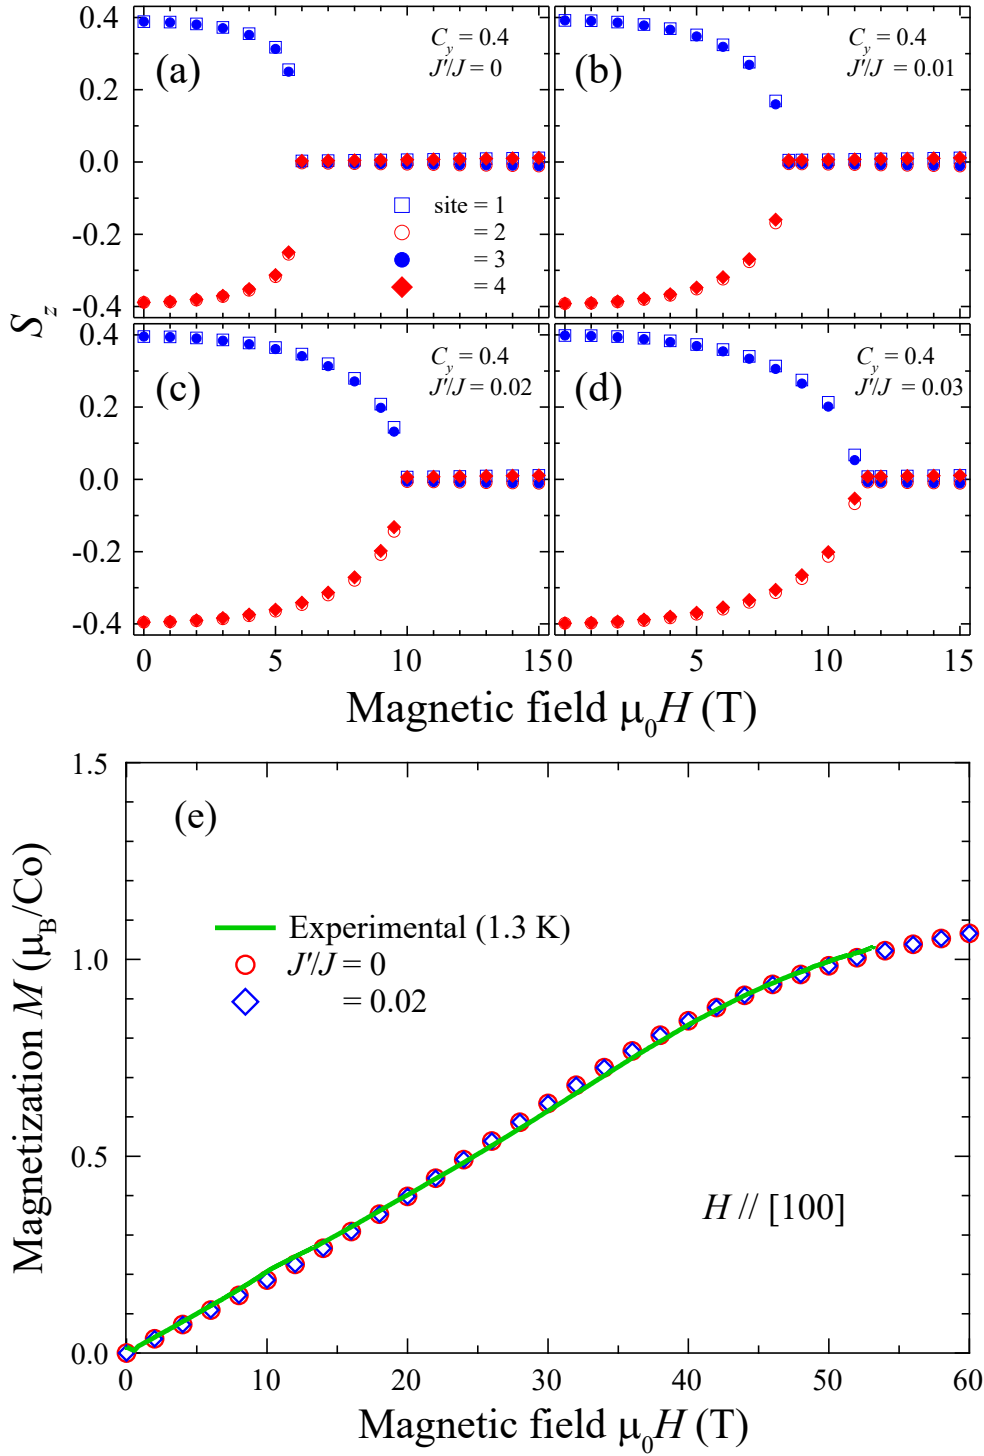 0.4
0.2
0.0
-0.2
-0.4
(a)
C_y = 0.4
J'/J = 0
site = 1
= 2
= 3
= 4
(b)
C_y = 0.4
J'/J = 0.01
S_z
0.4
0.2
0.0
-0.2
-0.4
(c)
C_y = 0.4
J'/J = 0.02
(d)
C_y = 0.4
J'/J = 0.03
0 5 10 150 5 10 15
Magnetic field μ₀H (T)
Magnetization M (μ_B/Co)
1.5
1.0
0.5
0.0
(e)
Experimental (1.3 K)
J'/J = 0
= 0.02
H // [100]
0 10 20 30 40 50 60
Magnetic field μ₀H (T)